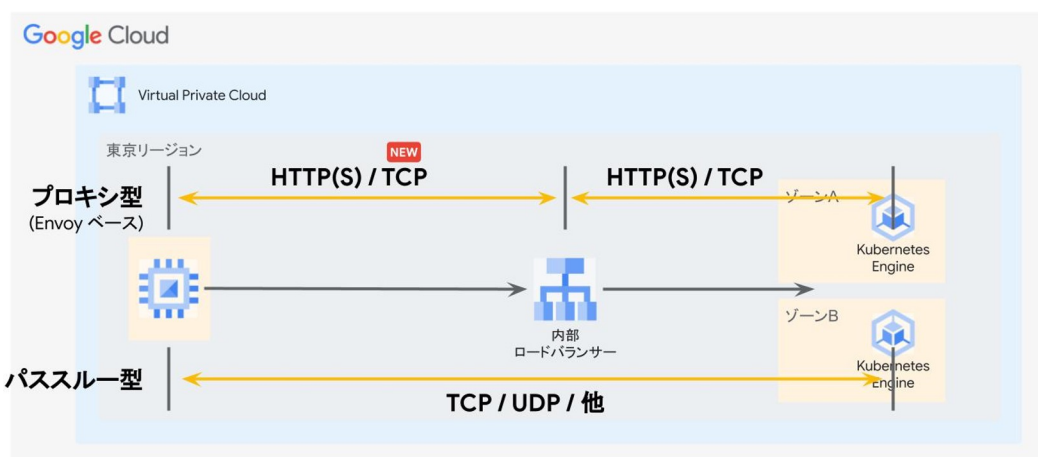 Google Cloud
Virtual Private Cloud
東京リージョン
NEW
プロキシ型
(Envoy ベース)
HTTP(S) / TCP
HTTP(S) / TCP
ゾーンA
Kubernetes
Engine
内部
ロードバランサー
ゾーンB
Kubernetes
Engine
パススルー型
TCP / UDP / 他